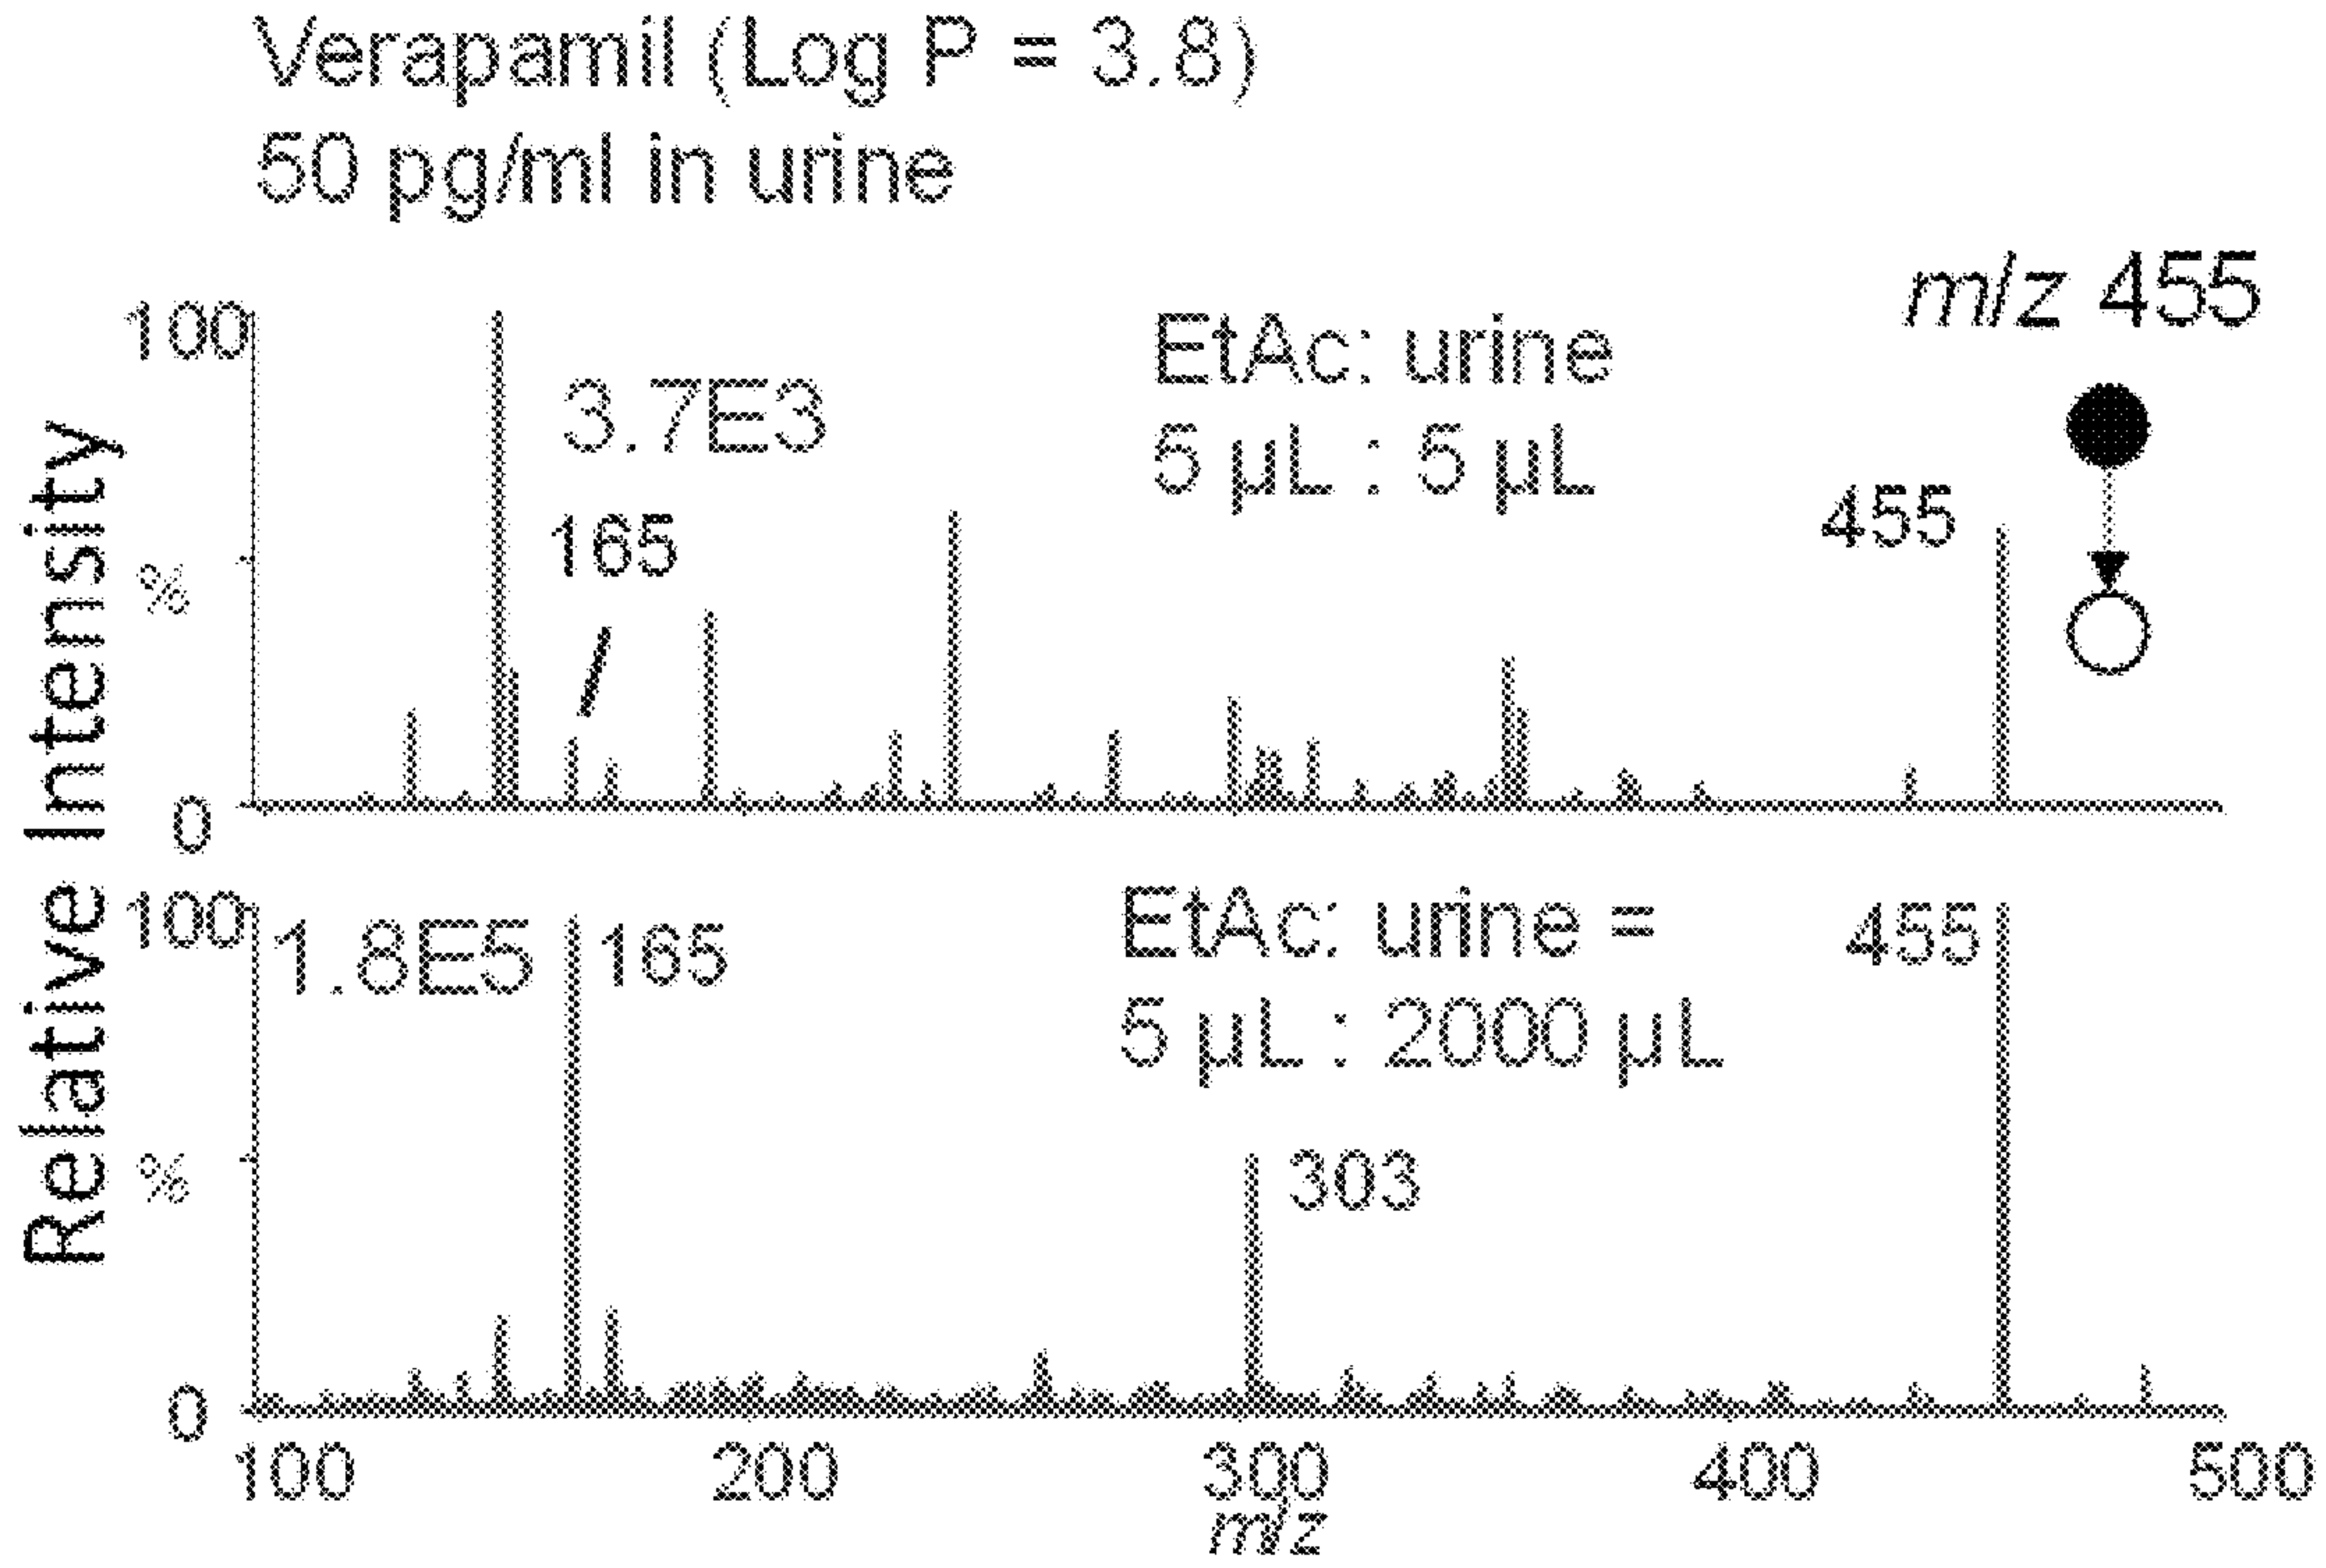 Verapamil (Log P = 3.8)
50 pg/ml in urine
m/z 455
100
3.7E3
EtAc: urine
5 µL : 5 µL
165
455
%
0
Relative Intensity
100
1.8E5
165
EtAc: urine =
5 µL : 2000 µL
455
%
303
0
100 200 300 400 500
m/z